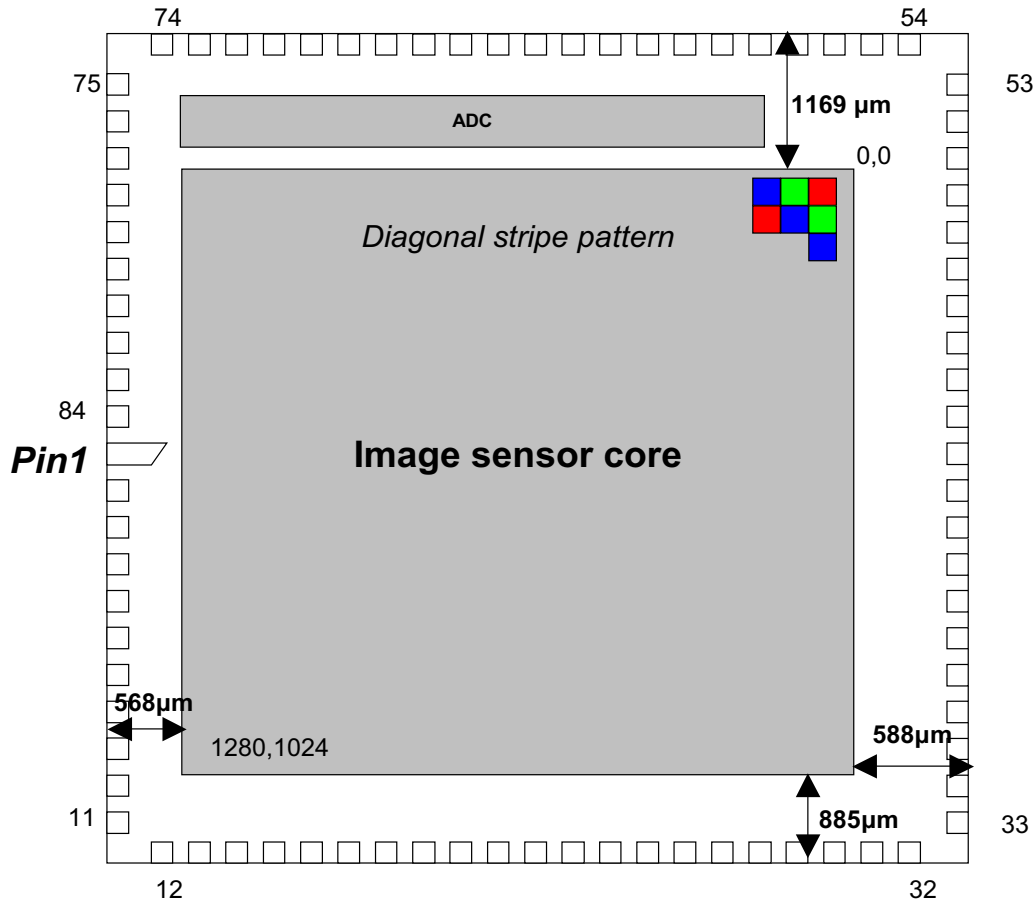 74
54
75
53
1169 µm
ADC
0,0
Diagonal stripe pattern
84
Pin1
Image sensor core
568µm
1280,1024
588µm
11
885µm
33
12
32